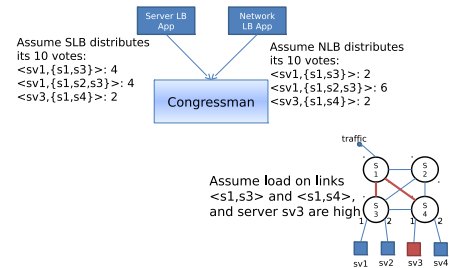 Server LB
App
Network
LB App
Assume SLB distributes
its 10 votes:
<sv1,{s1,s3}>: 4
<sv1,{s1,s2,s3}>: 4
<sv3,{s1,s4}>: 2
Assume NLB distributes
its 10 votes:
<sv1,{s1,s3}>: 2
<sv1,{s1,s2,s3}>: 6
<sv3,{s1,s4}>: 2
Congressman
traffic
S
1
S
2
Assume load on links
<s1,s3> and <s1,s4>,
and server sv3 are high
S
3
S
4
1 2 1 2
sv1 sv2 sv3 sv4